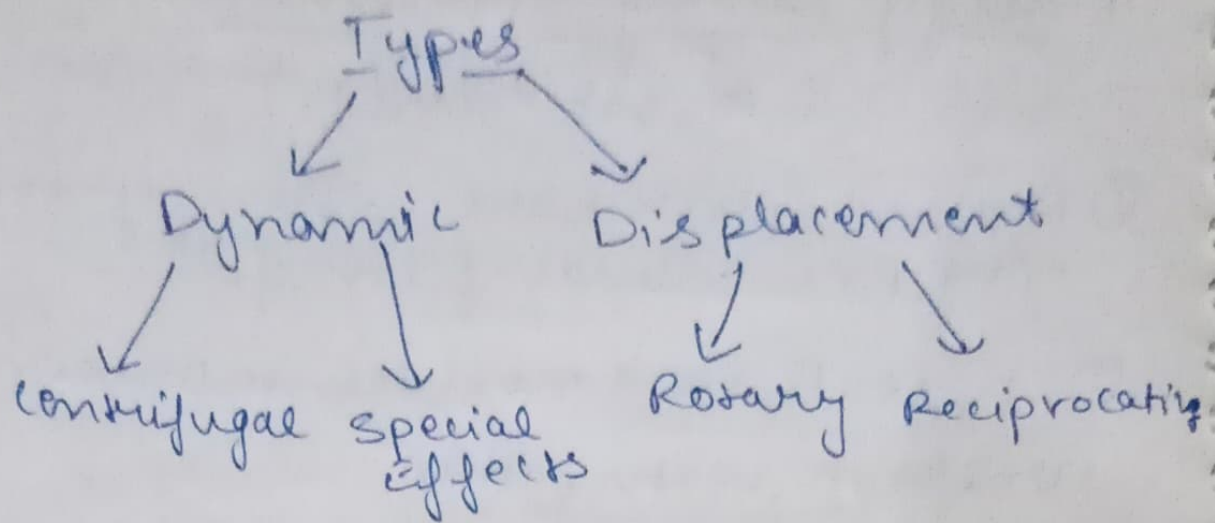 Types
Dynamic Displacement
Centrifugal Special Effects Rotary Reciprocating